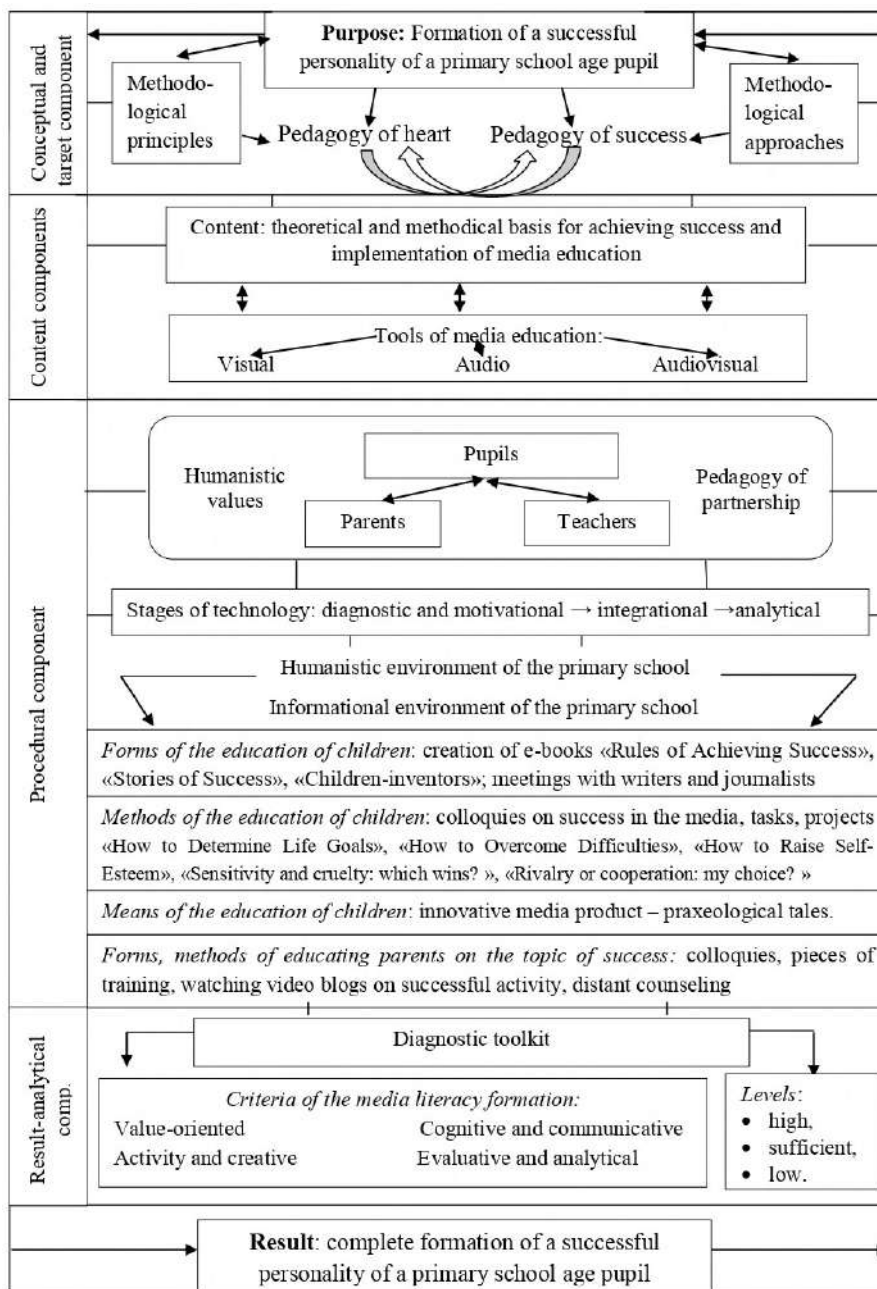 Conceptual and
target component
Purpose: Formation of a successful
personality of a primary school age pupil
Methodo-
logical
principles
Methodo-
logical
approaches
Pedagogy of heart
Pedagogy of success
Content components
Content: theoretical and methodical basis for achieving success and
implementation of media education
Tools of media education:
Visual
Audio
Audiovisual
Procedural component
Humanistic
values
Pupils
Parents
Teachers
Pedagogy of
partnership
Stages of technology: diagnostic and motivational → integrational →analytical
Humanistic environment of the primary school
Informational environment of the primary school
Forms of the education of children: creation of e-books «Rules of Achieving Success»,
«Stories of Success», «Children-inventors»; meetings with writers and journalists
Methods of the education of children: colloquies on success in the media, tasks, projects
«How to Determine Life Goals», «How to Overcome Difficulties», «How to Raise Self-
Esteem», «Sensitivity and cruelty: which wins? », «Rivalry or cooperation: my choice? »
Means of the education of children: innovative media product – praxeological tales.
Forms, methods of educating parents on the topic of success: colloquies, pieces of
training, watching video blogs on successful activity, distant counseling
Result-analytical
comp.
Diagnostic toolkit
Criteria of the media literacy formation:
Value-oriented
Cognitive and communicative
Activity and creative
Evaluative and analytical
Levels:
• high,
• sufficient,
• low.
Result: complete formation of a successful
personality of a primary school age pupil